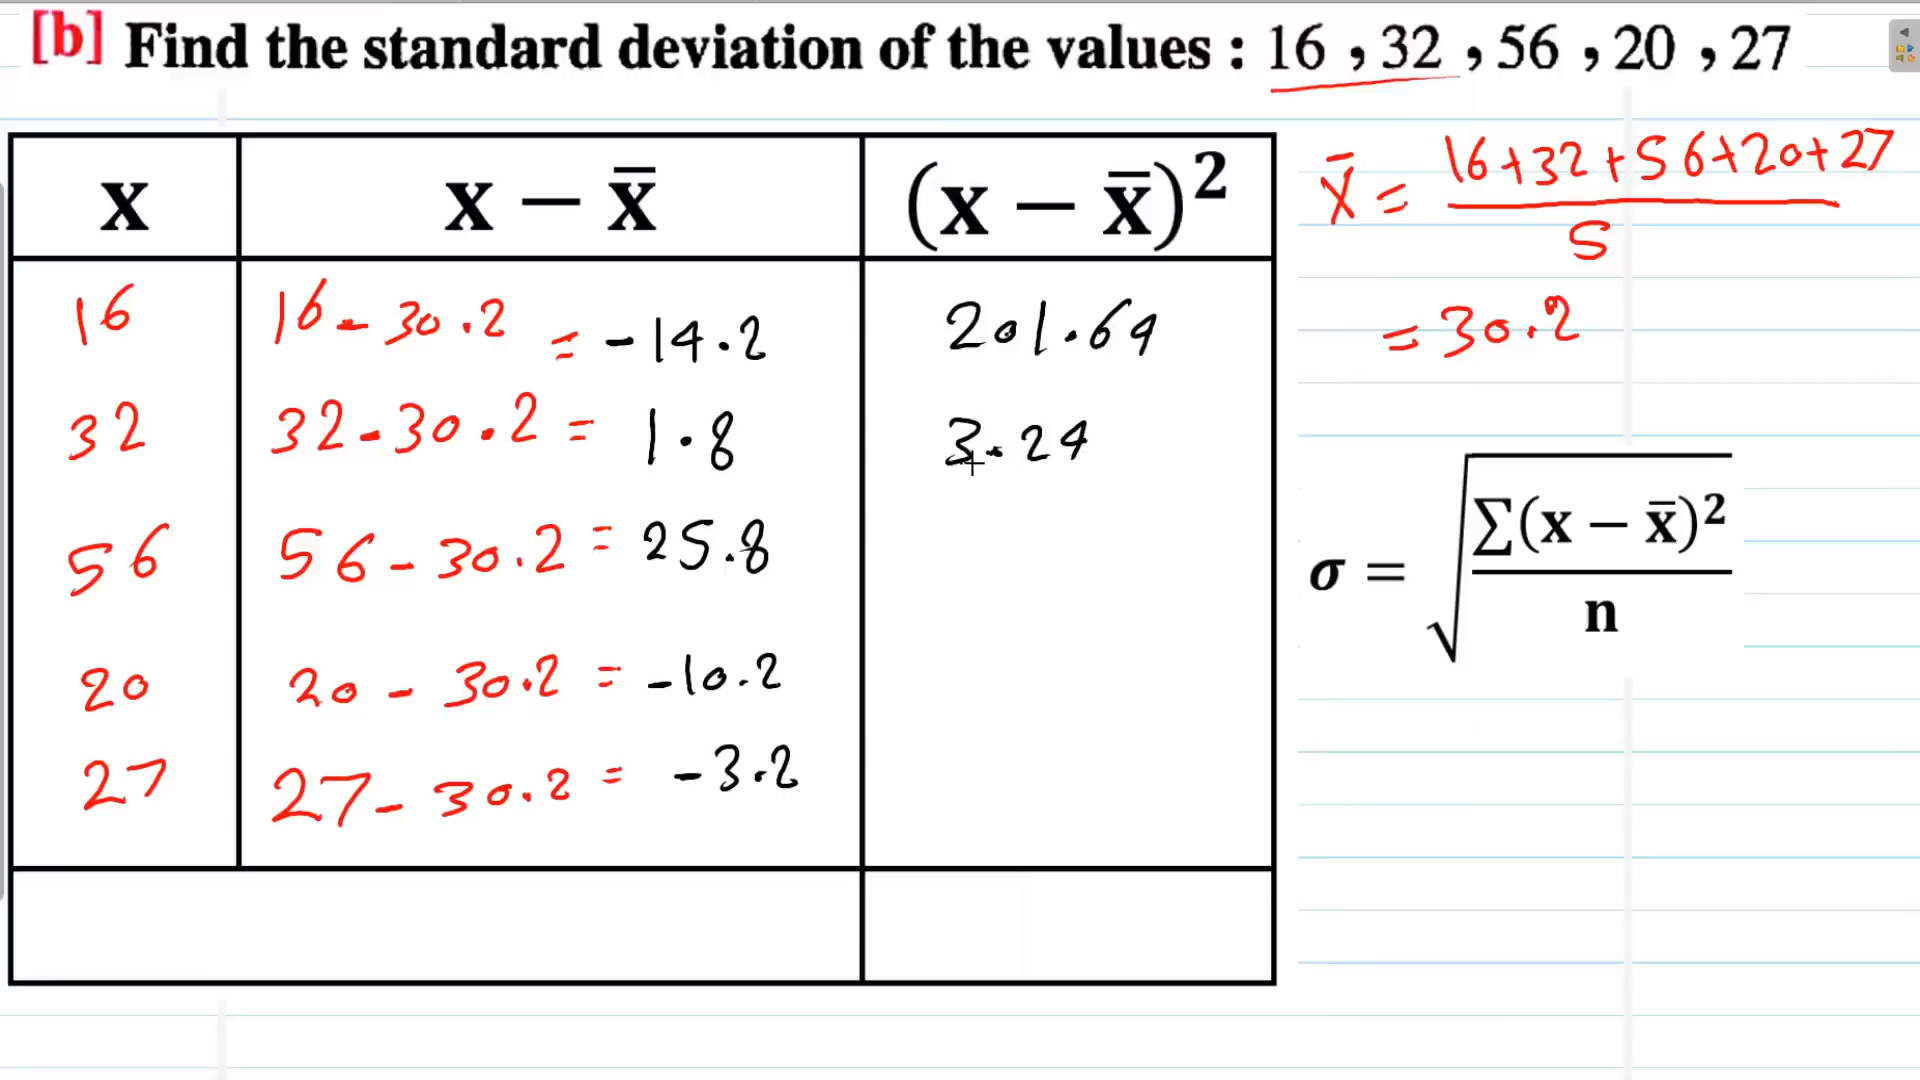 [b] Find the standard deviation of the values : 16 , 32 , 56 , 20 , 27
x x − x̄ (x − x̄)²
16 16 - 30.2 = -14.2 201.64
32 32 - 30.2 = 1.8 3.24
56 56 - 30.2 = 25.8
20 20 - 30.2 = -10.2
27 27 - 30.2 = -3.2
x̄ = 16+32+56+20+27
5
= 30.2
σ = √ ∑(x − x̄)²
n